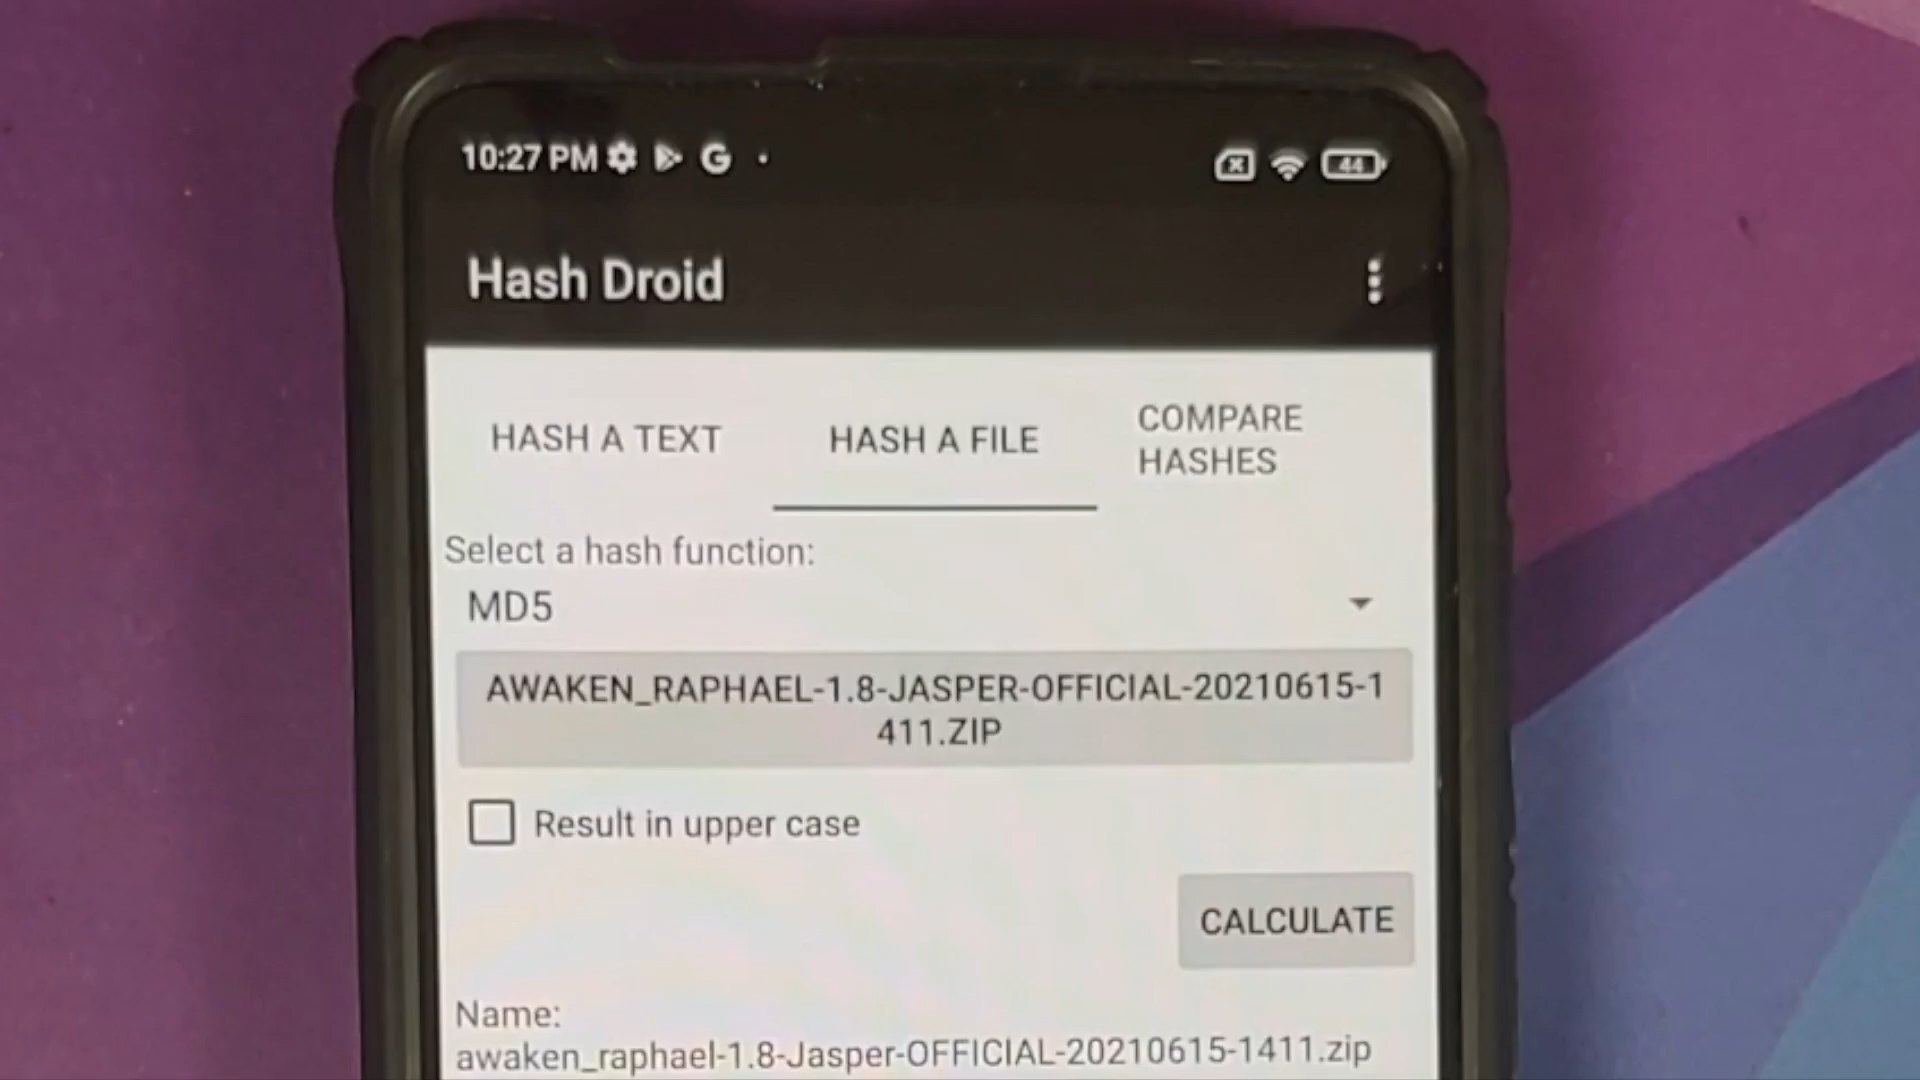 10:27 PM G 44
Hash Droid
HASH A TEXT
HASH A FILE
COMPARE
HASHES
Select a hash function:
MD5
AWAKEN_RAPHAEL-1.8-JASPER-OFFICIAL-20210615-1
411.ZIP
Result in upper case
CALCULATE
Name:
awaken_raphael-1.8-Jasper-OFFICIAL-20210615-1411.zip